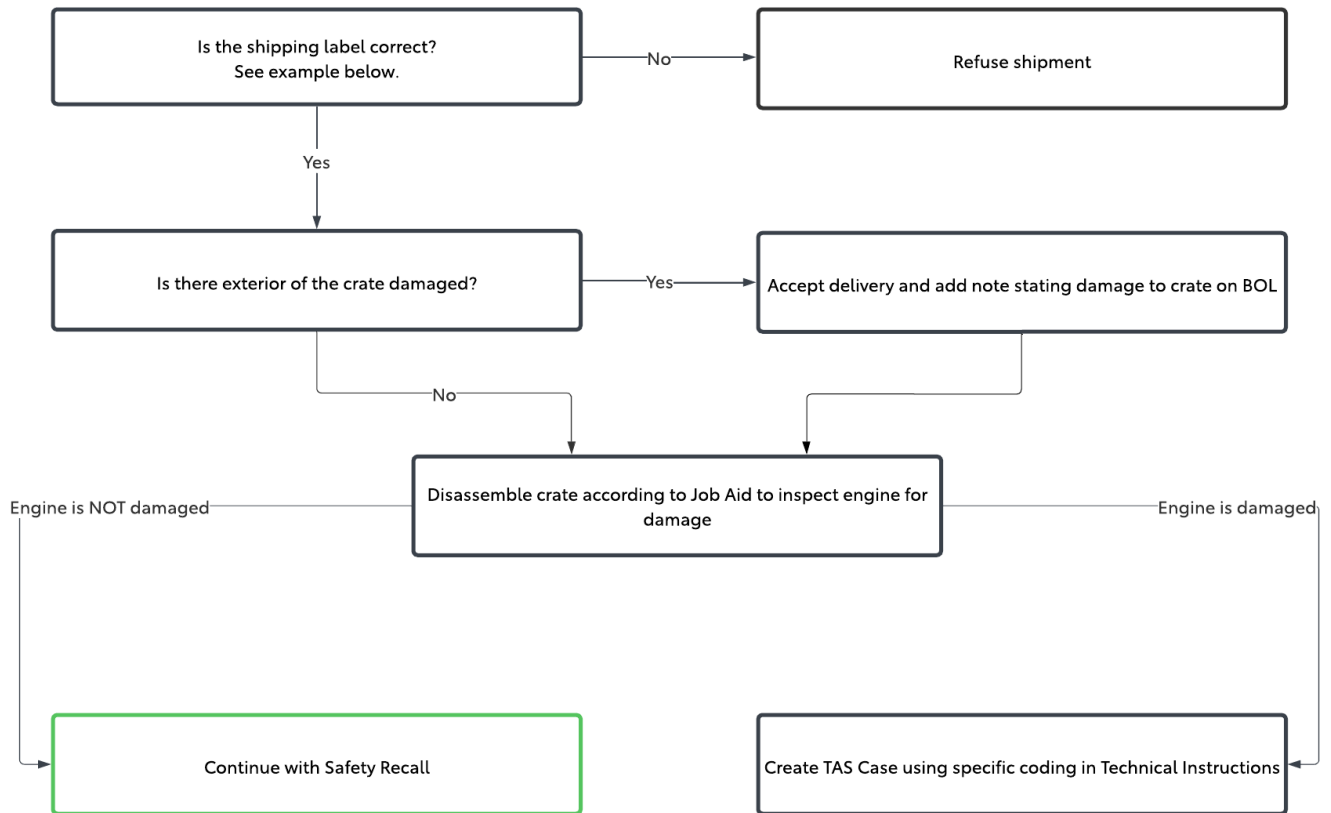 Is the shipping label correct?
See example below.
No
Refuse shipment
Yes
Is there exterior of the crate damaged?
Yes
Accept delivery and add note stating damage to crate on BOL
No
Disassemble crate according to Job Aid to inspect engine for
damage
Engine is NOT damaged
Engine is damaged
Continue with Safety Recall
Create TAS Case using specific coding in Technical Instructions